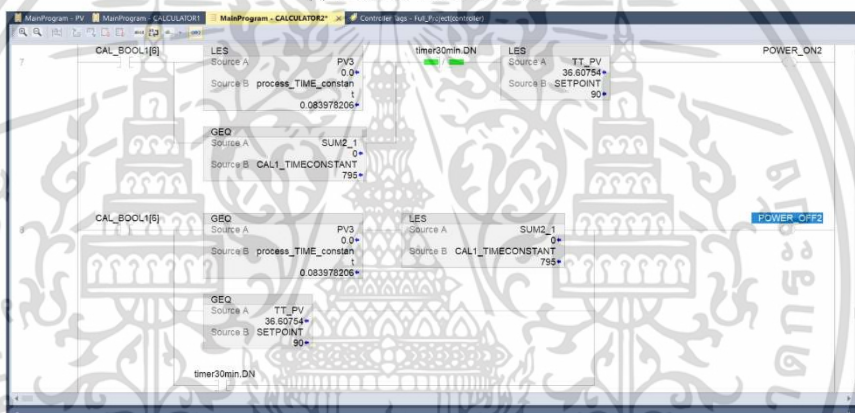 MainProgram - PV MainProgram - CALCULATOR1 MainProgram - CALCULATOR2* Controller Tags - Full_Project(controller)
CAL_BOOL1[6] LES timer30min.DN LES POWER_ON2
7 Source A PV3 Source A TT_PV
0.0 36.60754
Source B process_TIME_constan Source B SETPOINT
t 90
0.083978206
GEQ
Source A SUM2_1
0
Source B CAL1_TIMECONSTANT
795
CAL_BOOL1[6] GEQ LES POWER_OFF2
Source A PV3 Source A SUM2_1
0.0 0
Source B process_TIME_constan Source B CAL1_TIMECONSTANT
t 795
0.083978206
GEQ
Source A TT_PV
36.60754
Source B SETPOINT
90
timer30min.DN